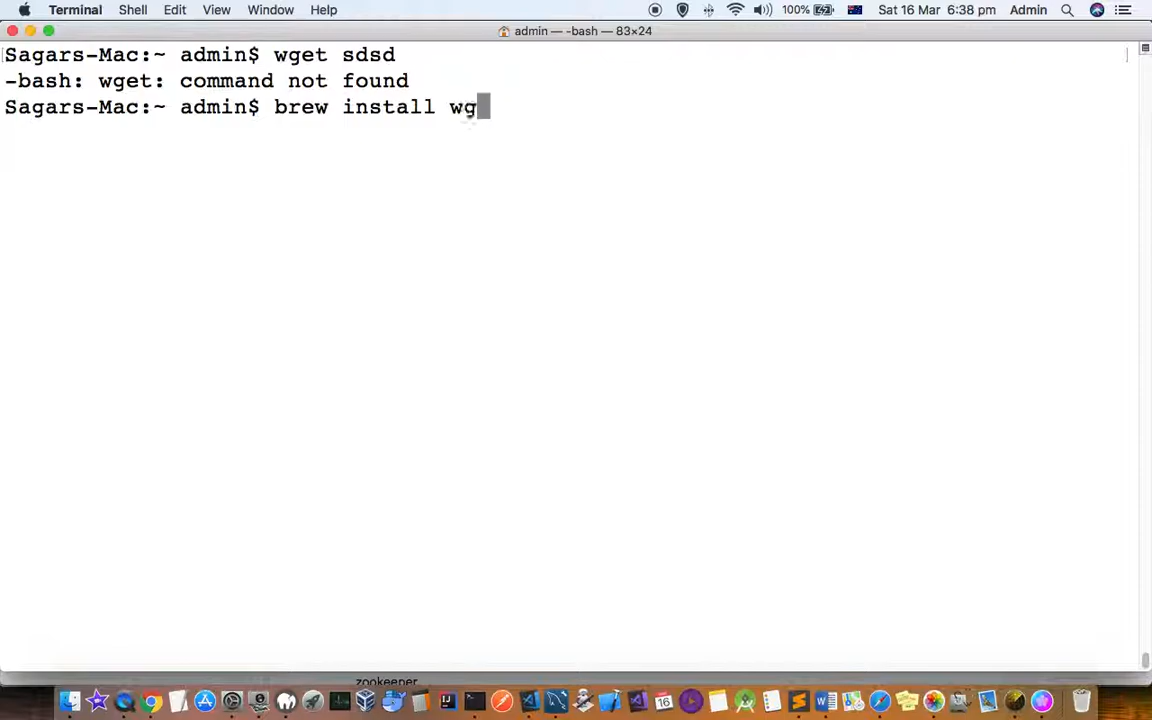 Terminal Shell Edit View Window Help 100% Sat 16 Mar 6:38 pm Admin
admin — -bash — 83×24
Sagars-Mac:~ admin$ wget sdsd
-bash: wget: command not found
Sagars-Mac:~ admin$ brew install wg
zookeeper
16